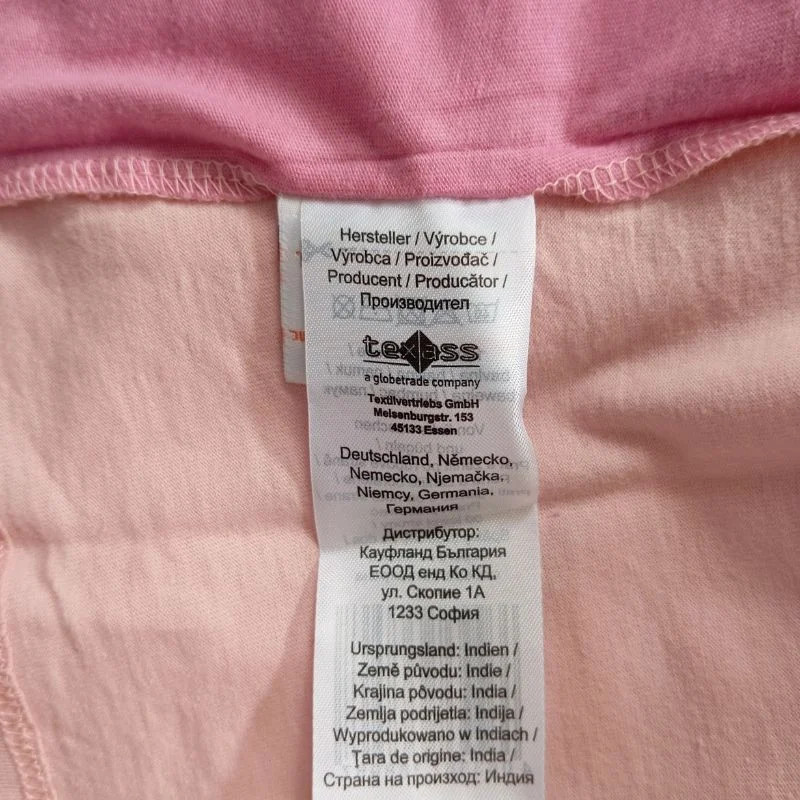 Hersteller / Výrobce /
Výrobca / Proizvođač /
Producent / Producător /
Производител
texass
a globetrade company
Textilvertriebs GmbH
Meisenburgstr. 153
45133 Essen
Deutschland, Německo,
Nemecko, Njemačka,
Niemcy, Germania,
Германия
Дистрибутор:
Кауфланд България
ЕООД енд Ко КД,
ул. Скопие 1А
1233 София
Ursprungsland: Indien /
Země původu: Indie /
Krajina pôvodu: India /
Zemlja podrijetla: Indija /
Wyprodukowano w Indiach /
Țara de origine: India /
Страна на произход: Индия